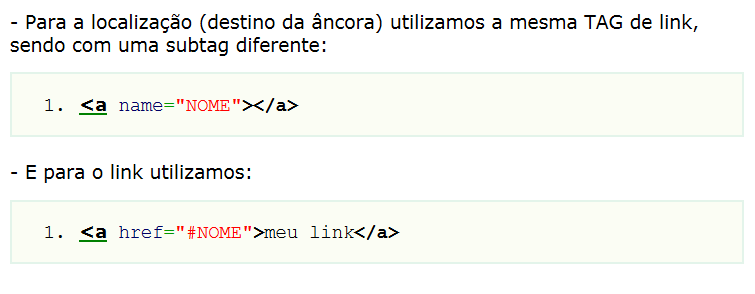 - Para a localização (destino da âncora) utilizamos a mesma TAG de link,
sendo com uma subtag diferente:
1. <a name="NOME"></a>
- E para o link utilizamos:
1. <a href="#NOME">meu link</a>